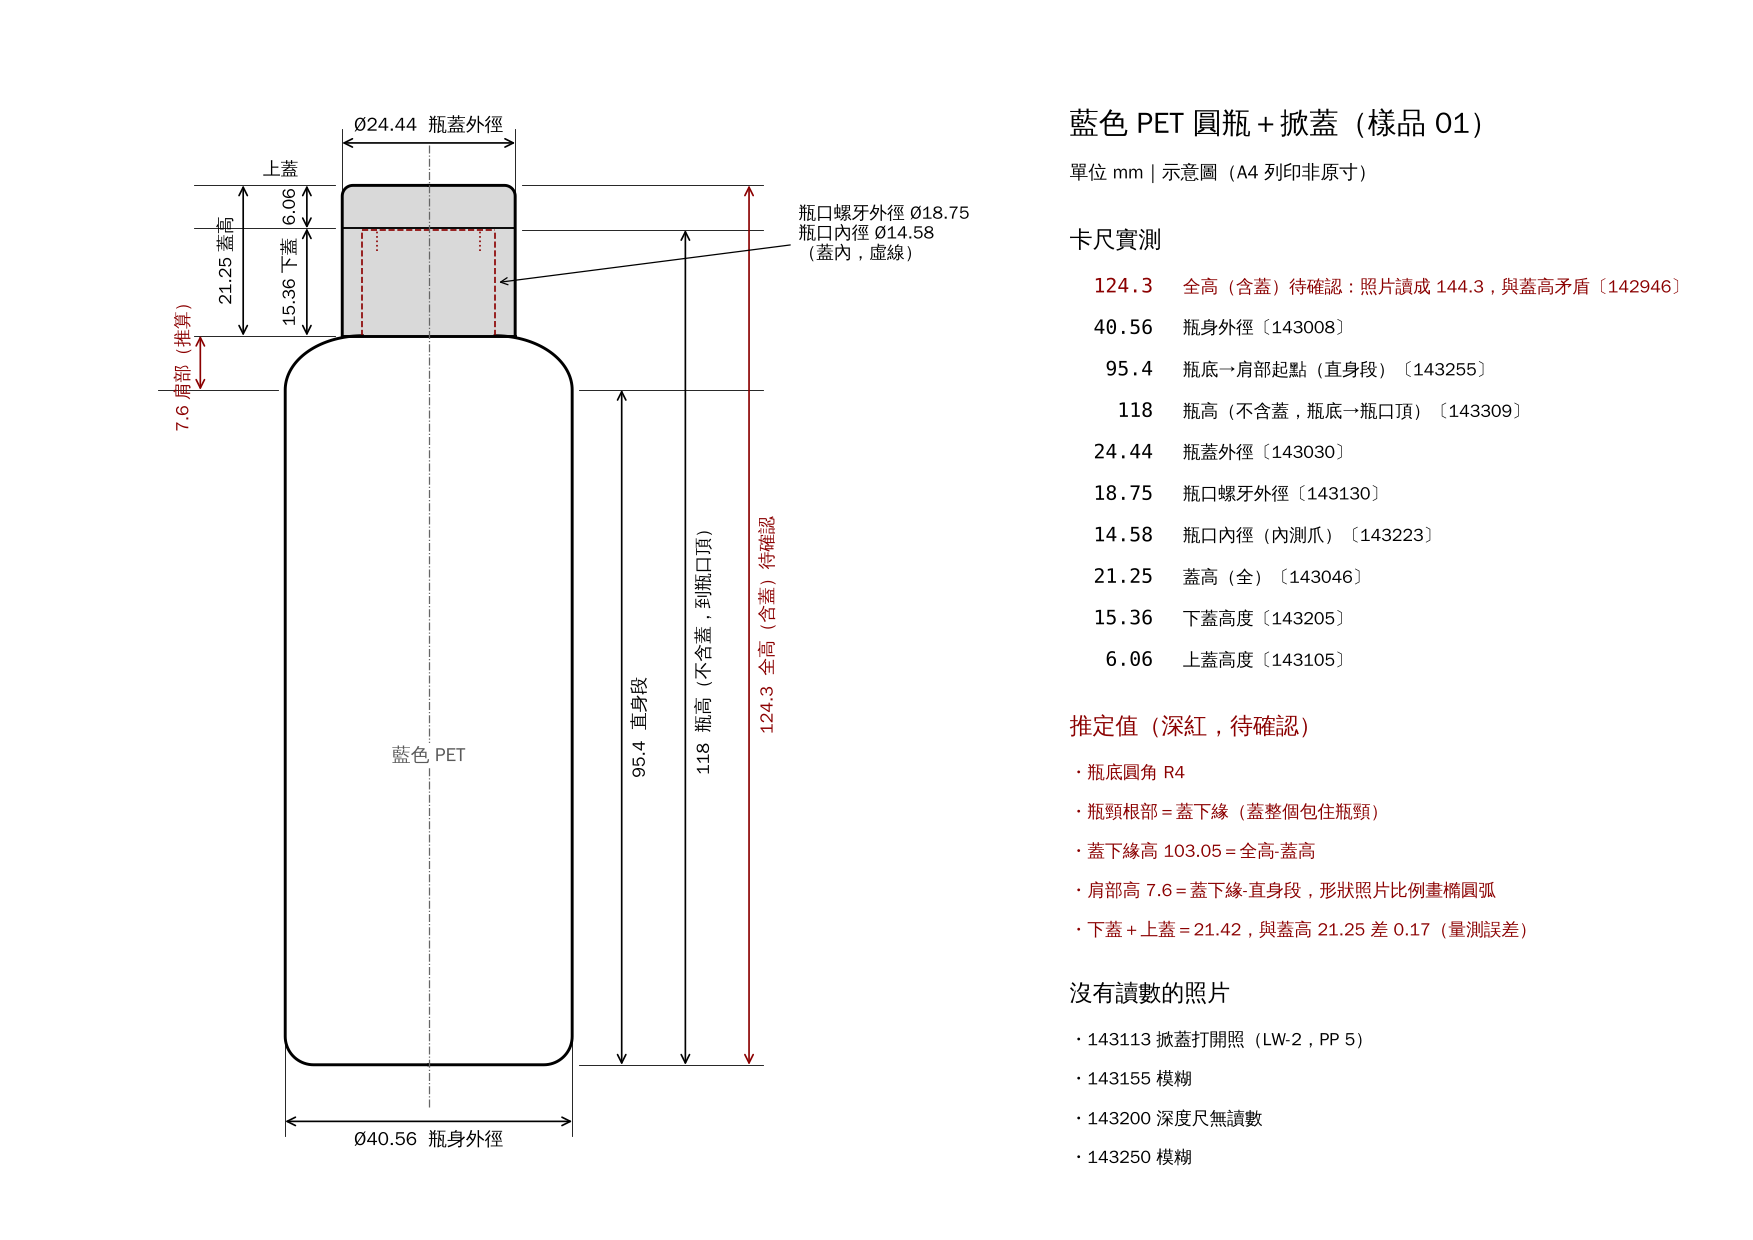 Ø24.44 瓶蓋外徑
上蓋
6.06
21.25 蓋高
15.36 下蓋
7.6 肩部（推算）
瓶口螺牙外徑 Ø18.75
瓶口內徑 Ø14.58
（蓋內，虛線）
藍色 PET
95.4 直身段
118 瓶高（不含蓋，到瓶口頂）
124.3 全高（含蓋）待確認
Ø40.56 瓶身外徑
藍色 PET 圓瓶＋掀蓋（樣品 01）
單位 mm｜示意圖（A4 列印非原寸）
卡尺實測
124.3 全高（含蓋）待確認：照片讀成 144.3，與蓋高矛盾〔142946〕
40.56 瓶身外徑〔143008〕
95.4 瓶底→肩部起點（直身段）〔143255〕
118 瓶高（不含蓋，瓶底→瓶口頂）〔143309〕
24.44 瓶蓋外徑〔143030〕
18.75 瓶口螺牙外徑〔143130〕
14.58 瓶口內徑（內測爪）〔143223〕
21.25 蓋高（全）〔143046〕
15.36 下蓋高度〔143205〕
6.06 上蓋高度〔143105〕
推定值（深紅，待確認）
・瓶底圓角 R4
・瓶頸根部＝蓋下緣（蓋整個包住瓶頸）
・蓋下緣高 103.05＝全高-蓋高
・肩部高 7.6＝蓋下緣-直身段，形狀照片比例畫橢圓弧
・下蓋＋上蓋＝21.42，與蓋高 21.25 差 0.17（量測誤差）
沒有讀數的照片
・143113 掀蓋打開照（LW-2，PP 5）
・143155 模糊
・143200 深度尺無讀數
・143250 模糊